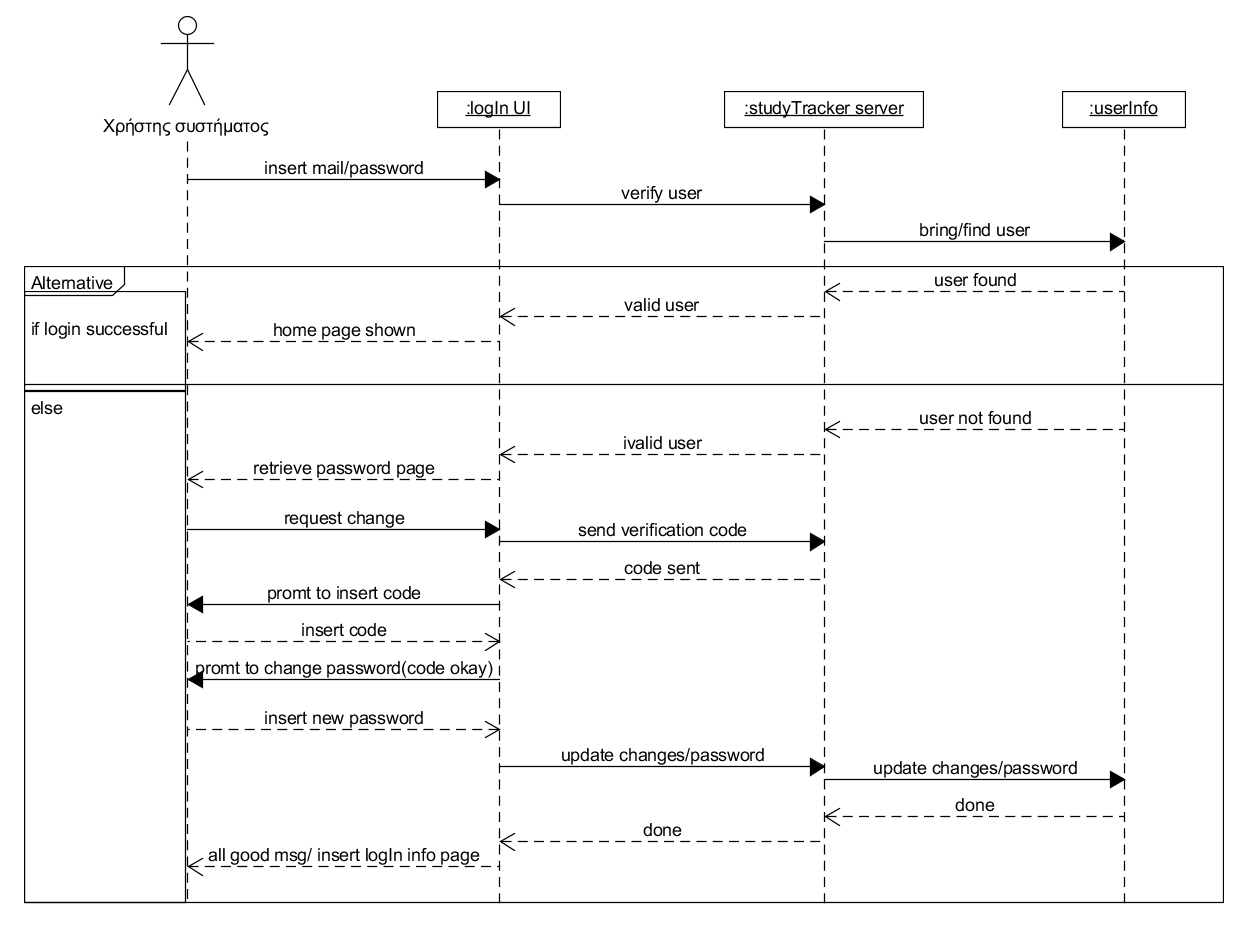 Χρήστης συστήματος
:logIn UI
:studyTracker server
:userInfo
insert mail/password
verify user
bring/find user
Alternative
user found
valid user
if login successful
home page shown
else
user not found
ivalid user
retrieve password page
request change
send verification code
code sent
promt to insert code
insert code
promt to change password(code okay)
insert new password
update changes/password
update changes/password
done
done
all good msg/ insert logIn info page